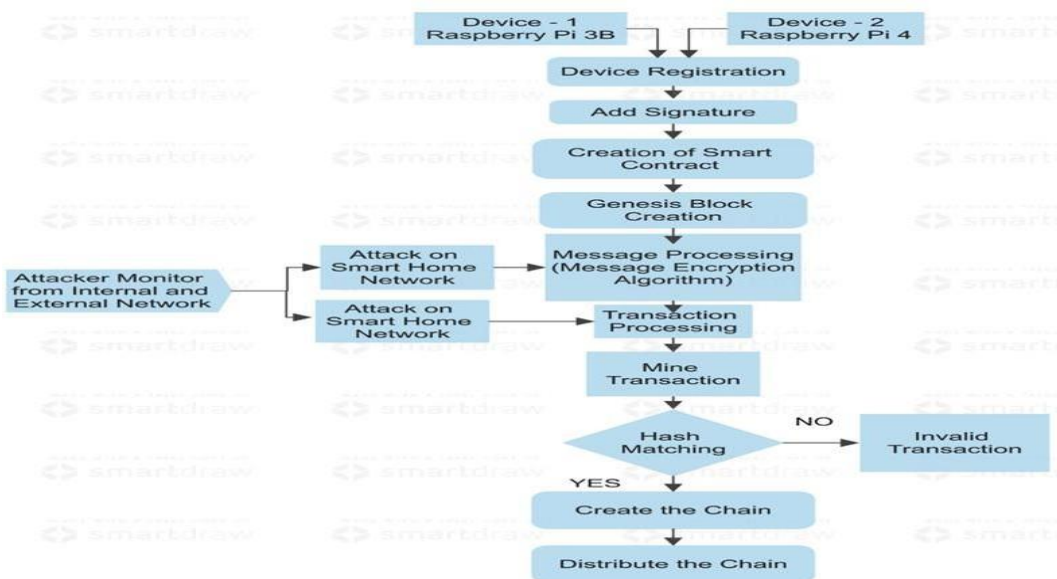 Device - 1
Raspberry Pi 3B
Device - 2
Raspberry Pi 4
Device Registration
Add Signature
Creation of Smart
Contract
Genesis Block
Creation
Attacker Monitor
from Internal and
External Network
Attack on
Smart Home
Network
Message Processing
(Message Encryption
Algorithm)
Attack on
Smart Home
Network
Transaction
Processing
Mine
Transaction
Hash
Matching
NO
Invalid
Transaction
YES
Create the Chain
Distribute the Chain
smartdraw